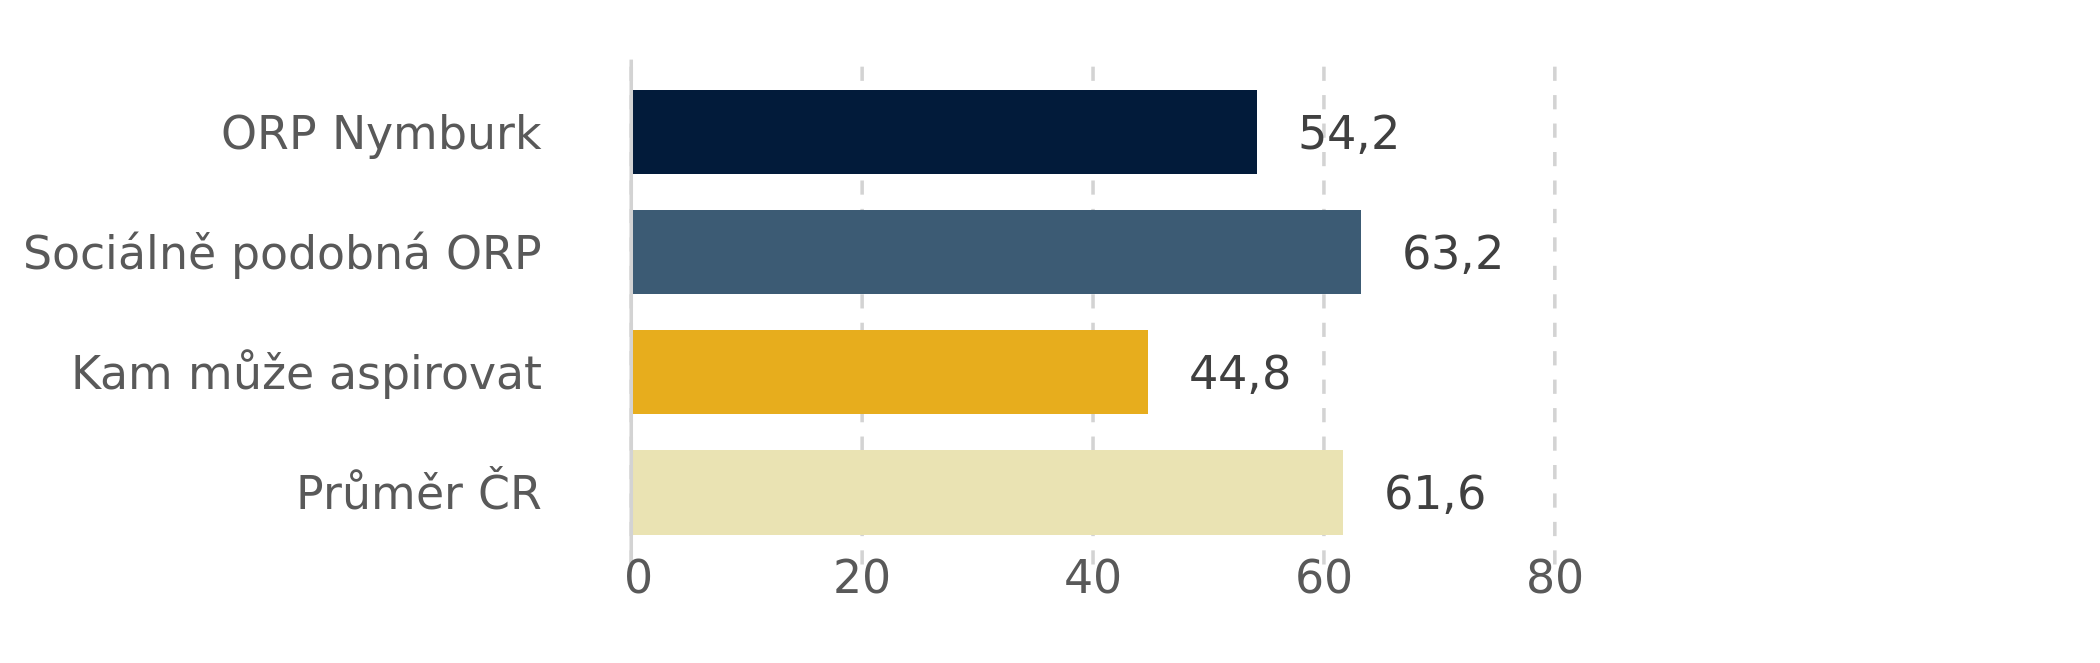 ORP Nymburk 54,2
Sociálně podobná ORP 63,2
Kam může aspirovat 44,8
Průměr ČR 61,6
0 20 40 60 80